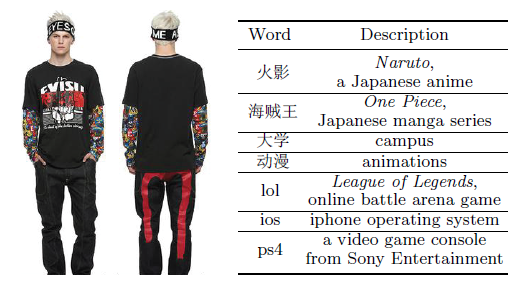 EVISU
Word Description
火影 Naruto,
a Japanese anime
海贼王 One Piece,
Japanese manga series
大学 campus
动漫 animations
lol League of Legends,
online battle arena game
ios iphone operating system
ps4 a video game console
from Sony Entertainment